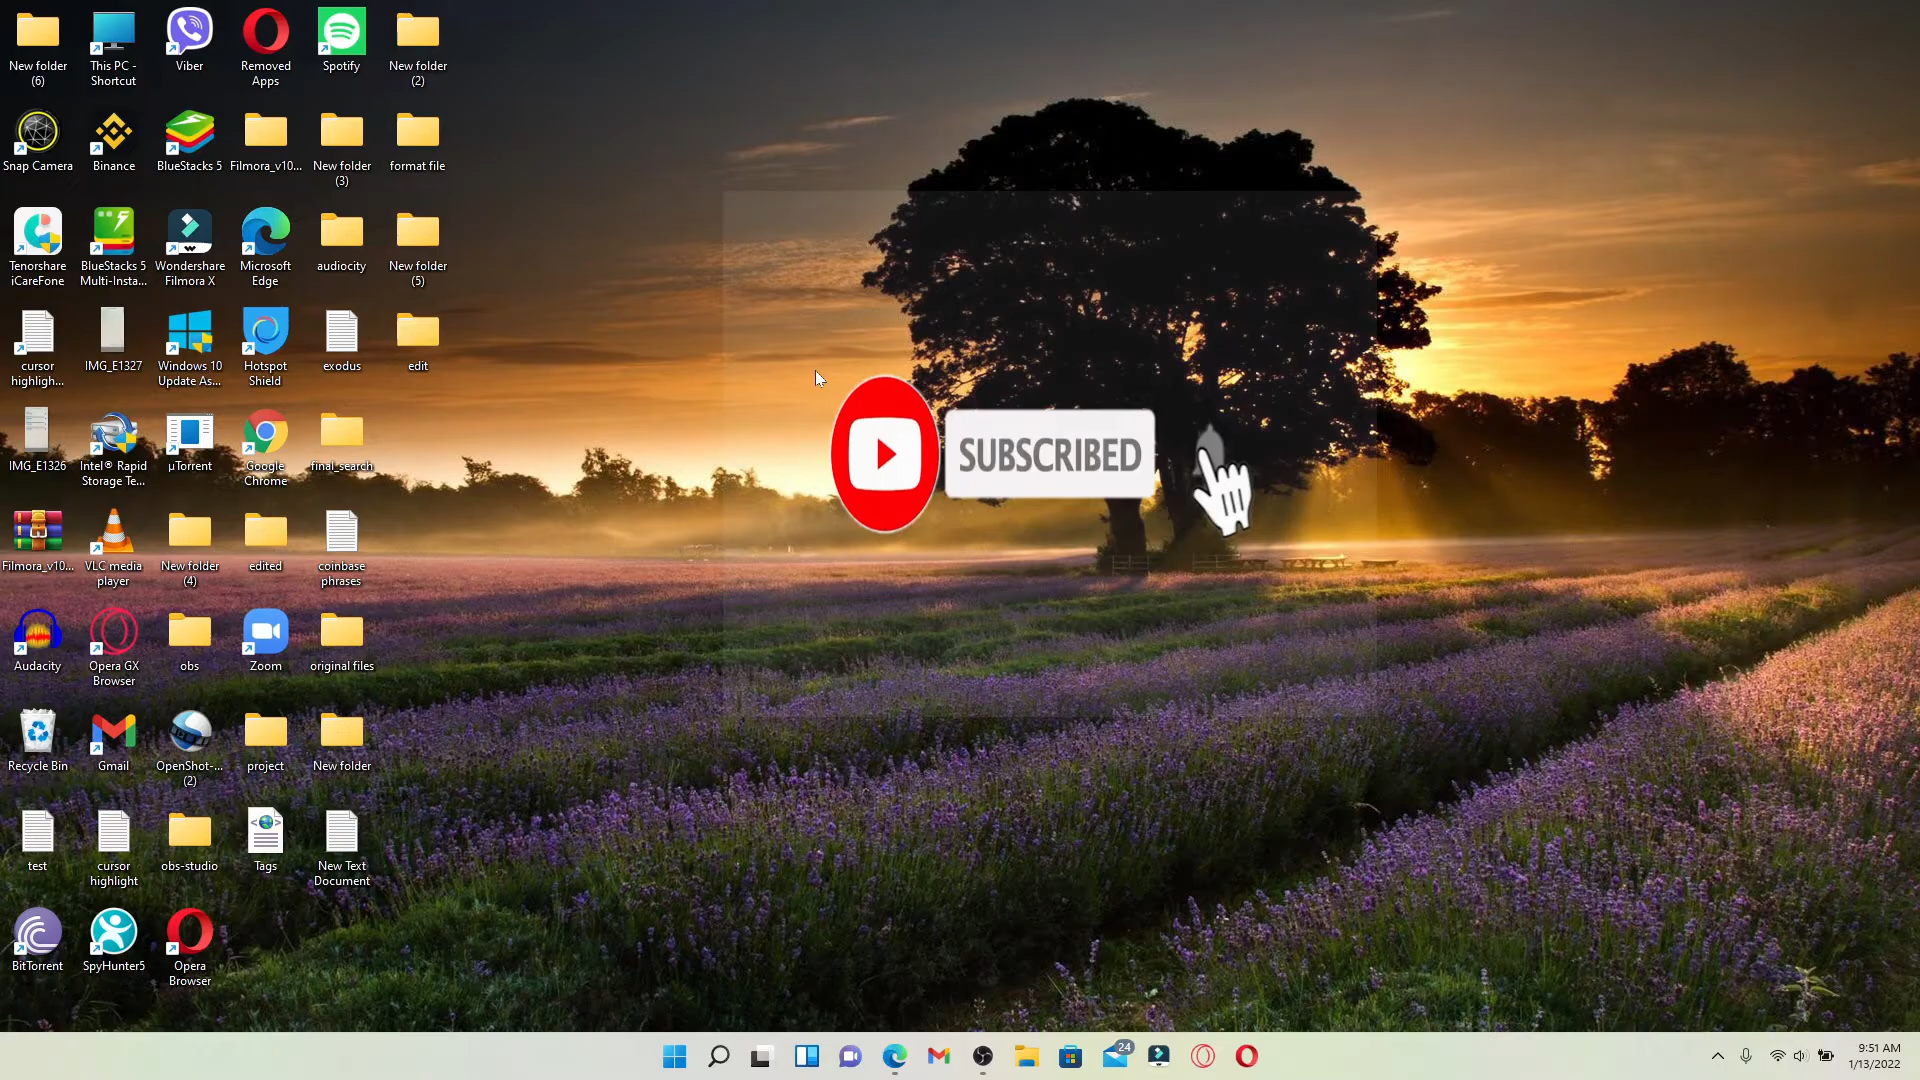 New folder
(6)
This PC -
Shortcut
Viber
Removed
Apps
Spotify
New folder
(2)
Snap Camera
Binance
BlueStacks 5
Filmora_v10...
New folder
(3)
format file
Tenorshare
iCareFone
BlueStacks 5
Multi-Insta...
Wondershare
Filmora X
Microsoft
Edge
audiocity
New folder
(5)
cursor
highligh...
IMG_E1327
Windows 10
Update As...
Hotspot
Shield
exodus
edit
SUBSCRIBED
IMG_E1326
Intel® Rapid
Storage Te...
µTorrent
Google
Chrome
final_search
Filmora_v10...
VLC media
player
New folder
(4)
edited
coinbase
phrases
Audacity
Opera GX
Browser
obs
Zoom
original files
Recycle Bin
Gmail
OpenShot-...
(2)
project
New folder
test
cursor
highlight
obs-studio
Tags
New Text
Document
BitTorrent
SpyHunter5
Opera
Browser
24
9:51 AM
1/13/2022